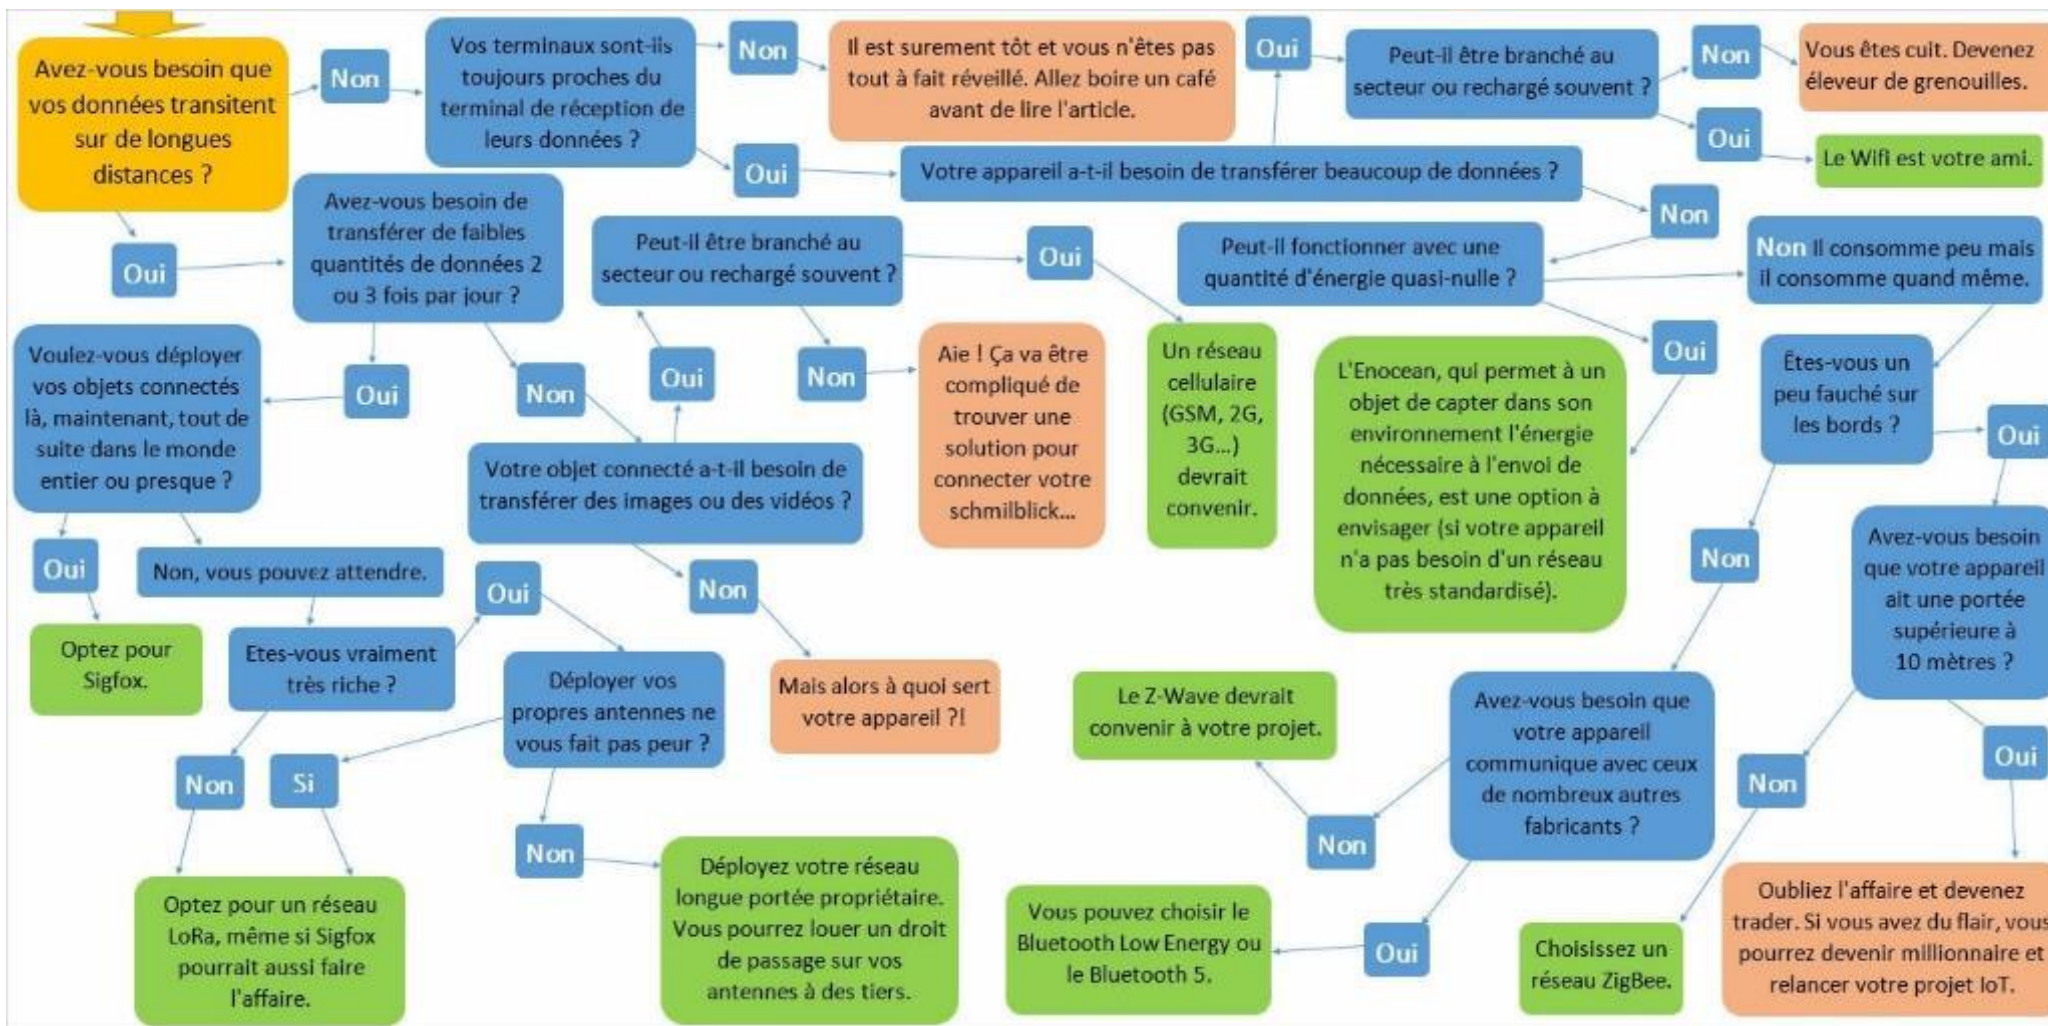 Avez-vous besoin que
vos données transitent
sur de longues
distances ?
Non
Vos terminaux sont-iis
toujours proches du
terminal de réception de
leurs données ?
Non
Il est surement tôt et vous n'êtes pas
tout à fait réveillé. Allez boire un café
avant de lire l'article.
Oui
Peut-il être branché au
secteur ou rechargé souvent ?
Non
Vous êtes cuit. Devenez
éleveur de grenouilles.
Oui
Le Wifi est votre ami.
Oui
Votre appareil a-t-il besoin de transférer beaucoup de données ?
Non
Oui
Avez-vous besoin de
transférer de faibles
quantités de données 2
ou 3 fois par jour ?
Peut-il être branché au
secteur ou rechargé souvent ?
Oui
Peut-il fonctionner avec une
quantité d'énergie quasi-nulle ?
Non Il consomme peu mais
il consomme quand même.
Voulez-vous déployer
vos objets connectés
là, maintenant, tout de
suite dans le monde
entier ou presque ?
Oui
Non
Oui
Non
Aie ! Ça va être
compliqué de
trouver une
solution pour
connecter votre
schmilblick...
Un réseau
cellulaire
(GSM, 2G,
3G...)
devrait
convenir.
Oui
L'Enocean, qui permet à un
objet de capter dans son
environnement l'énergie
nécessaire à l'envoi de
données, est une option à
envisager (si votre appareil
n'a pas besoin d'un réseau
très standardisé).
Êtes-vous un
peu fauché sur
les bords ?
Oui
Votre objet connecté a-t-il besoin de
transférer des images ou des vidéos ?
Oui
Non, vous pouvez attendre.
Oui
Non
Non
Avez-vous besoin
que votre appareil
ait une portée
supérieure à
10 mètres ?
Optez pour
Sigfox.
Etes-vous vraiment
très riche ?
Déployer vos
propres antennes ne
vous fait pas peur ?
Mais alors à quoi sert
votre appareil ?!
Le Z-Wave devrait
convenir à votre projet.
Avez-vous besoin que
votre appareil
communique avec ceux
de nombreux autres
fabricants ?
Non
Oui
Non
Si
Non
Non
Optez pour un réseau
LoRa, même si Sigfox
pourrait aussi faire
l'affaire.
Déployez votre réseau
longue portée propriétaire.
Vous pourrez louer un droit
de passage sur vos
antennes à des tiers.
Vous pouvez choisir le
Bluetooth Low Energy ou
le Bluetooth 5.
Oui
Choisissez un
réseau ZigBee.
Oubliez l'affaire et devenez
trader. Si vous avez du flair, vous
pourrez devenir millionnaire et
relancer votre projet IoT.